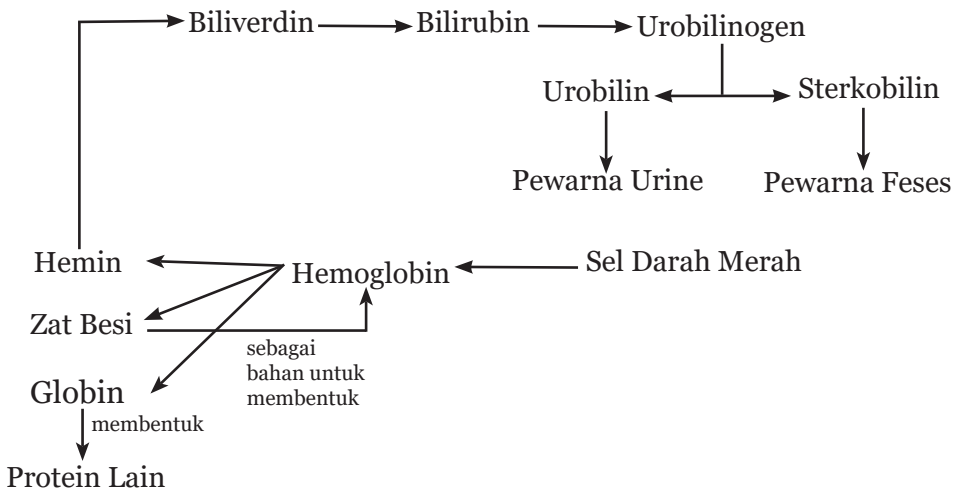 Biliverdin Bilirubin Urobilinogen
Urobilin Sterkobilin
Pewarna Urine Pewarna Feses
Hemin Hemoglobin Sel Darah Merah
Zat Besi
sebagai
bahan untuk
membentuk
Globin
membentuk
Protein Lain